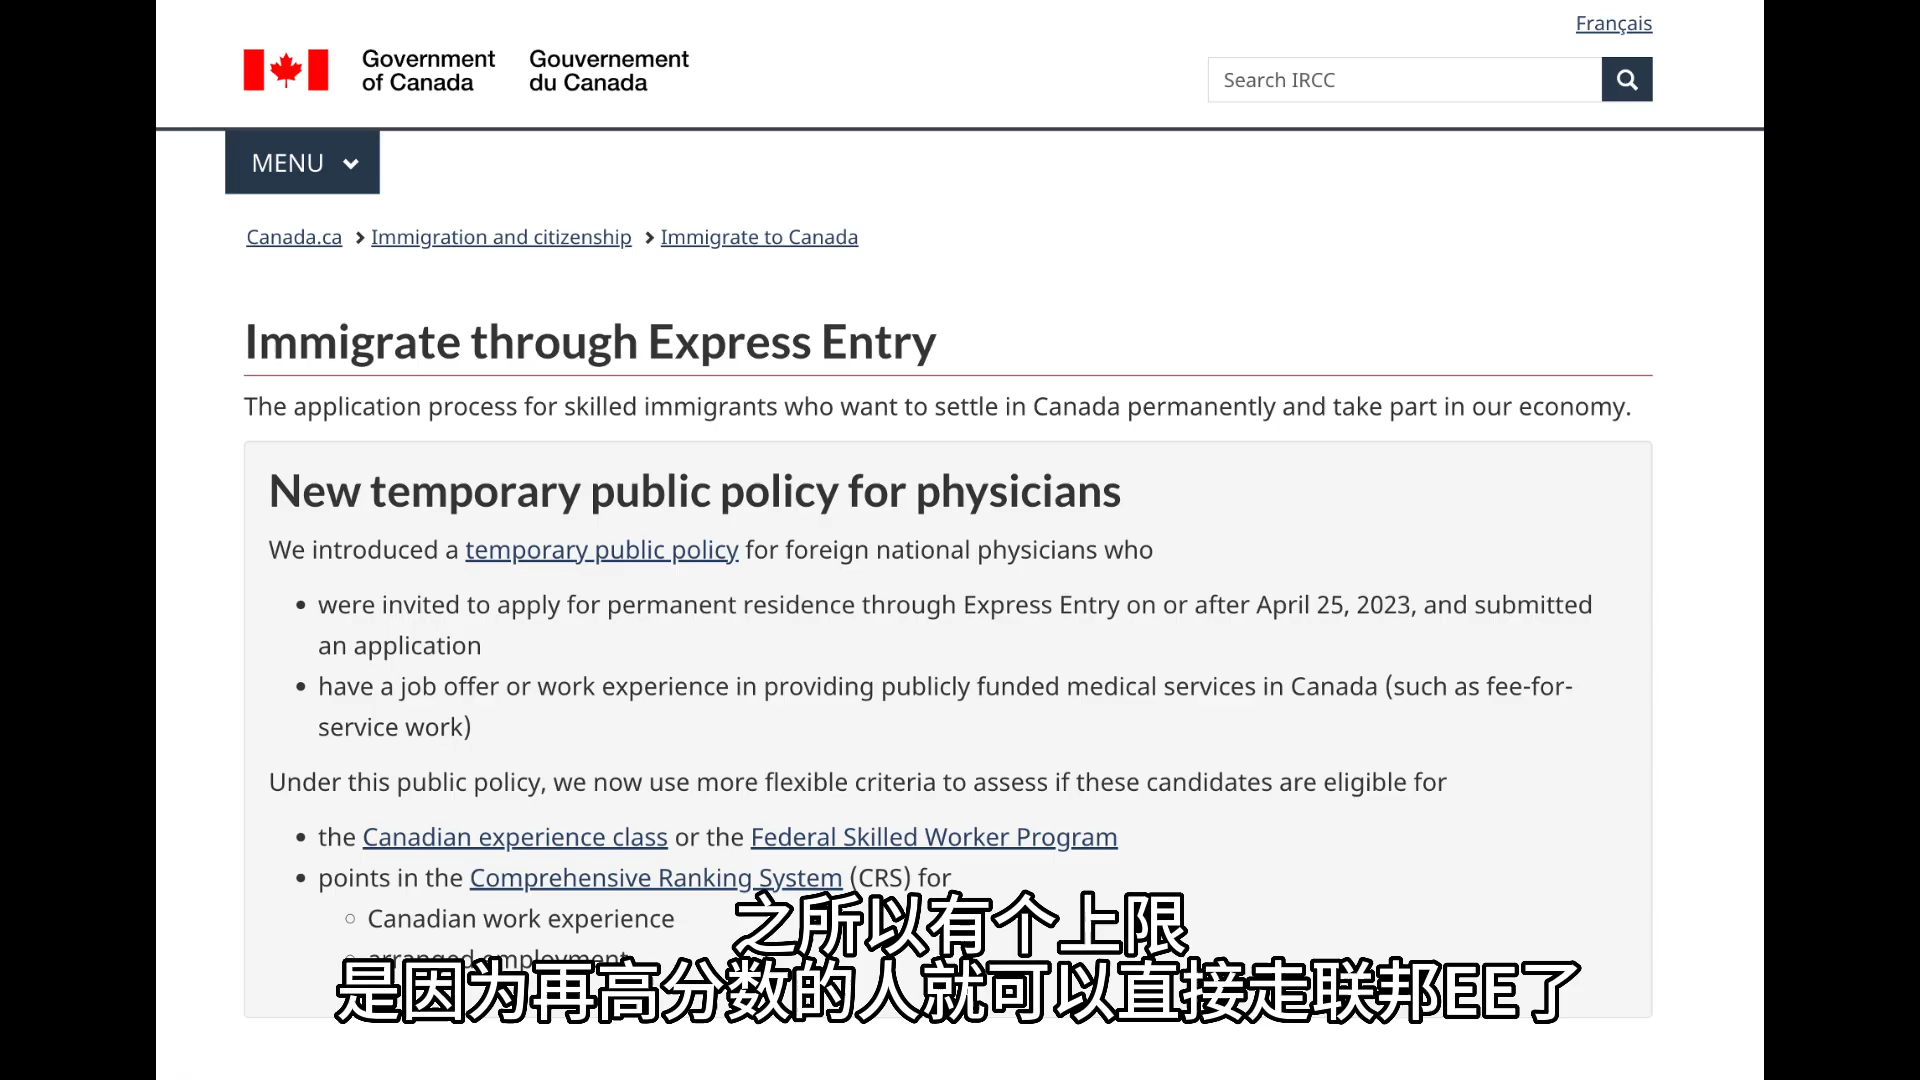 Français
Government of Canada
Gouvernement du Canada
Search IRCC
MENU
Canada.ca > Immigration and citizenship > Immigrate to Canada
Immigrate through Express Entry
The application process for skilled immigrants who want to settle in Canada permanently and take part in our economy.
New temporary public policy for physicians
We introduced a temporary public policy for foreign national physicians who
• were invited to apply for permanent residence through Express Entry on or after April 25, 2023, and submitted
an application
• have a job offer or work experience in providing publicly funded medical services in Canada (such as fee-for-
service work)
Under this public policy, we now use more flexible criteria to assess if these candidates are eligible for
• the Canadian experience class or the Federal Skilled Worker Program
• points in the Comprehensive Ranking System (CRS) for
○ Canadian work experience
○ arranged employment
之所以有个上限
是因为再高分数的人就可以直接走联邦EE了